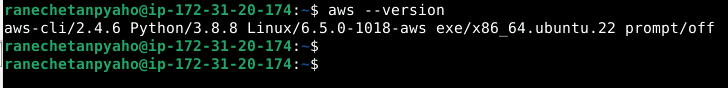 ranechetanpyaho@ip-172-31-20-174:~$ aws --version
aws-cli/2.4.6 Python/3.8.8 Linux/6.5.0-1018-aws exe/x86_64.ubuntu.22 prompt/off
ranechetanpyaho@ip-172-31-20-174:~$
ranechetanpyaho@ip-172-31-20-174:~$